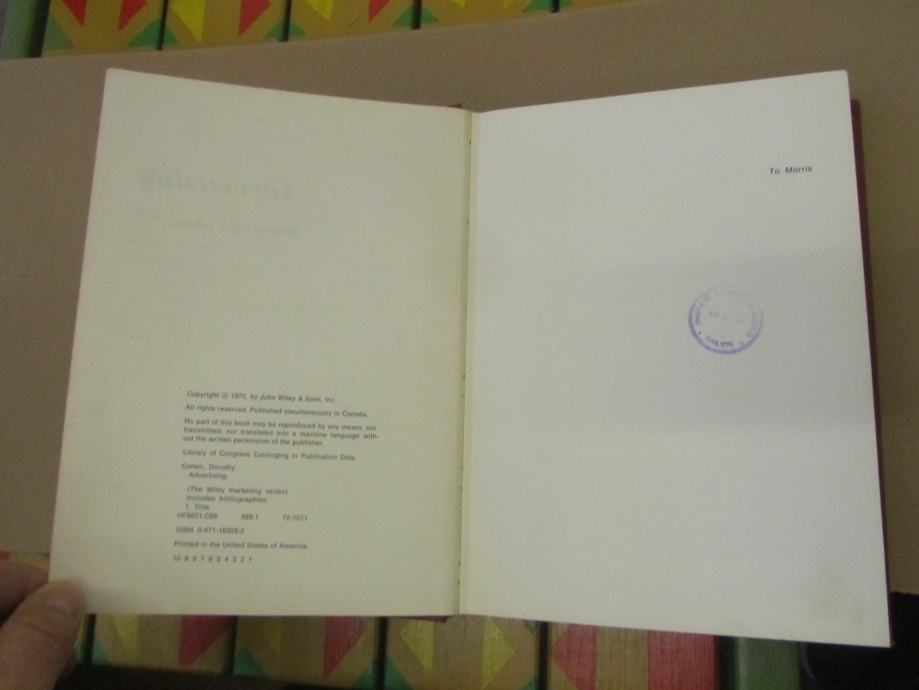 Copyright © 1972, by John Wiley & Sons, Inc.
All rights reserved. Published simultaneously in Canada.
No part of this book may be reproduced by any means, nor
transmitted, nor translated into a machine language with-
out the written permission of the publisher.
Library of Congress Cataloging in Publication Data
Cohen, Dorothy.
Advertising.
(The Wiley marketing series)
Includes bibliographies.
I. Title.
HF5821.C56 659.1 72-1071
ISBN 0-471-16325-2
Printed in the United States of America.
10 9 8 7 6 5 4 3 2 1
To Morris